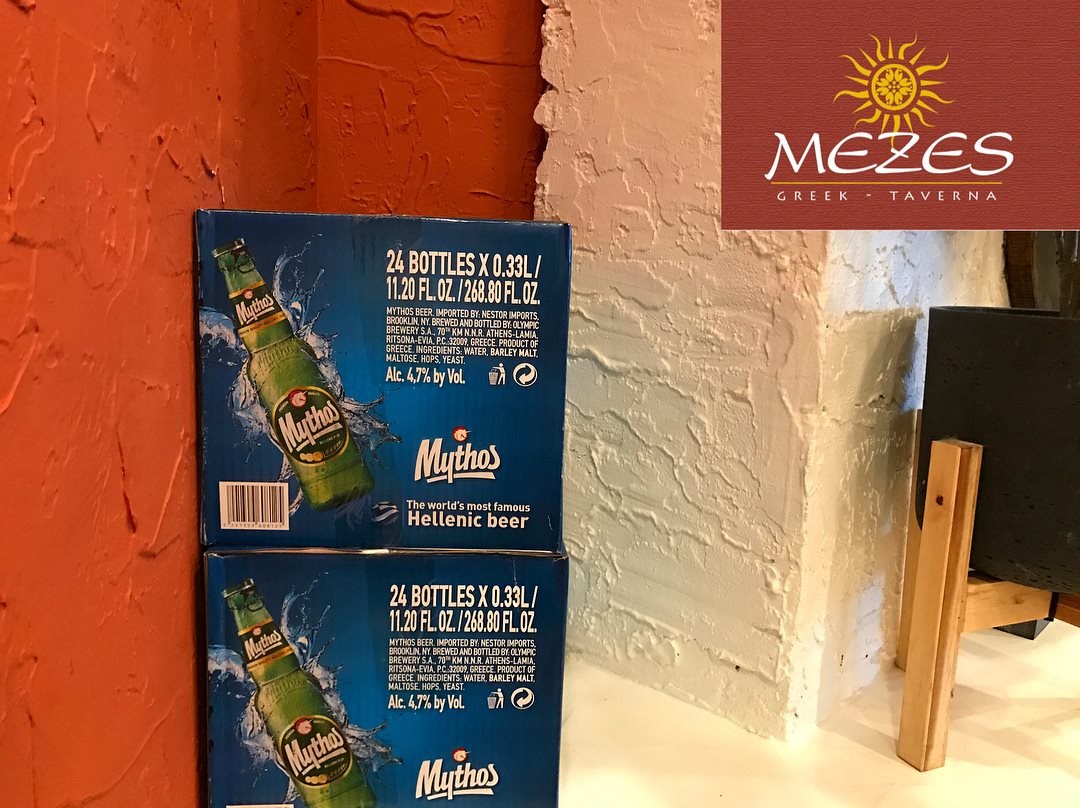 MEZES
GREEK - TAVERNA
Mythos
Mythos
24 BOTTLES X 0.33L /
11.20 FL. OZ. / 268.80 FL. OZ.
MYTHOS BEER. IMPORTED BY: NESTOR IMPORTS,
BROOKLIN, NY. BREWED AND BOTTLED BY: OLYMPIC
BREWERY S.A., 70TH KM N.N.R. ATHENS-LAMIA,
RITSONA-EVIA, P.C.:32009, GREECE. PRODUCT OF
GREECE. INGREDIENTS: WATER, BARLEY MALT,
MALTOSE, HOPS, YEAST.
Alc. 4,7% by Vol.
Mythos
The world's most famous
Hellenic beer
Mythos
Mythos
24 BOTTLES X 0.33L /
11.20 FL. OZ. / 268.80 FL. OZ.
MYTHOS BEER. IMPORTED BY: NESTOR IMPORTS,
BROOKLIN, NY. BREWED AND BOTTLED BY: OLYMPIC
BREWERY S.A., 70TH KM N.N.R. ATHENS-LAMIA,
RITSONA-EVIA, P.C.:32009, GREECE. PRODUCT OF
GREECE. INGREDIENTS: WATER, BARLEY MALT,
MALTOSE, HOPS, YEAST.
Alc. 4,7% by Vol.
Mythos